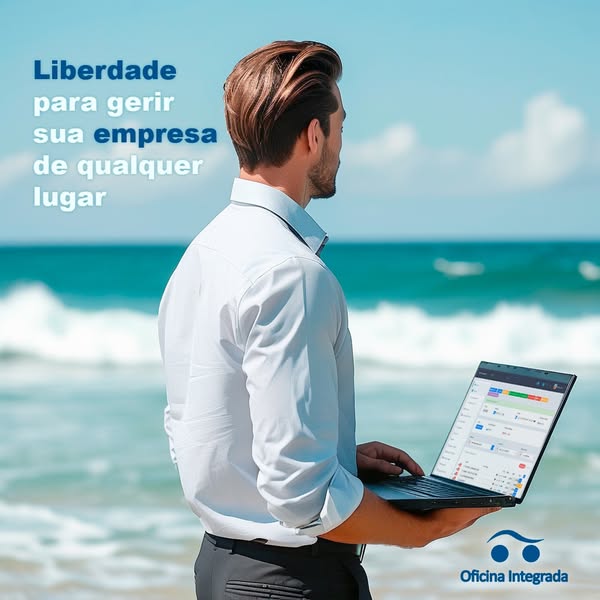 Liberdade
para gerir
sua empresa
de qualquer
lugar
Oficina Integrada